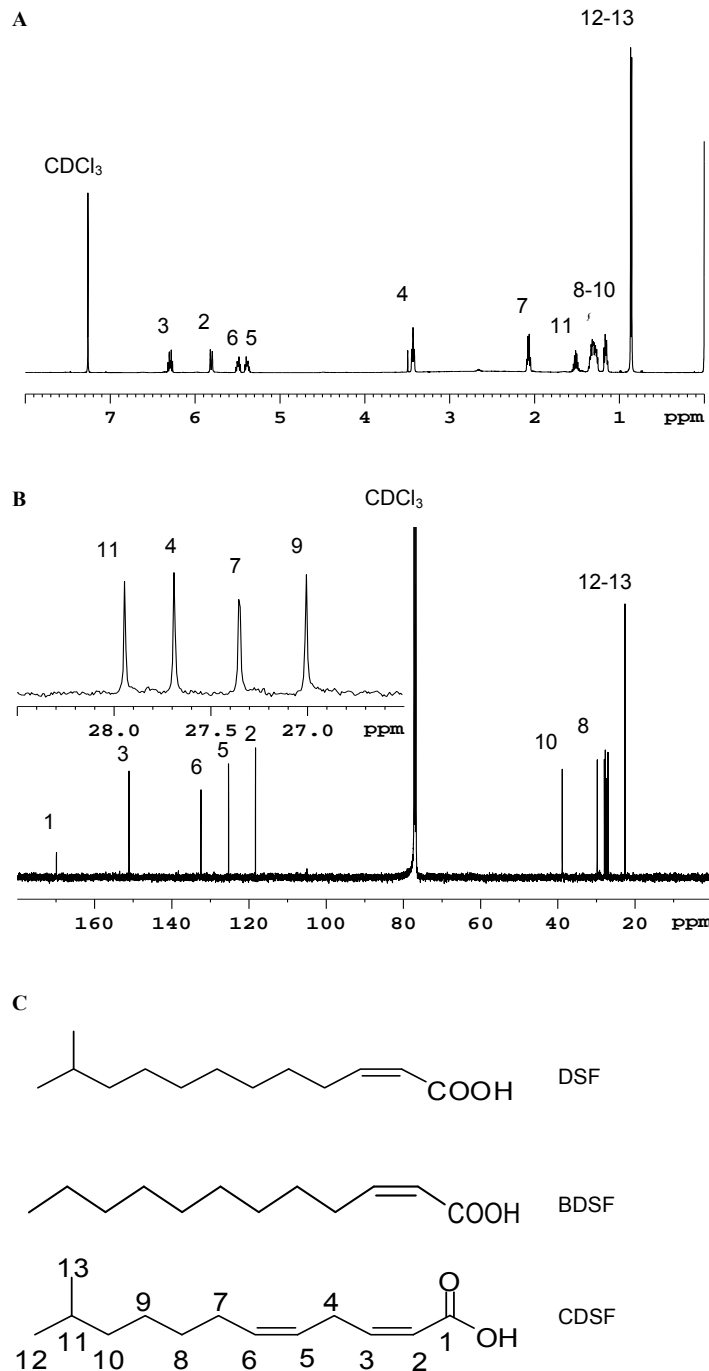 A
12-13
CDCl3
8-10
4
7
3
2
11
6 5
7 6 5 4 3 2 1 ppm
B
CDCl3
11 4 7 9
12-13
28.0 27.5 27.0 ppm
3 6 5 2
10 8
1
160 140 120 100 80 60 40 20 ppm
C
COOH DSF
COOH BDSF
13 O
9 7 4
11 1 OH CDSF
12 10 8 6 5 3 2